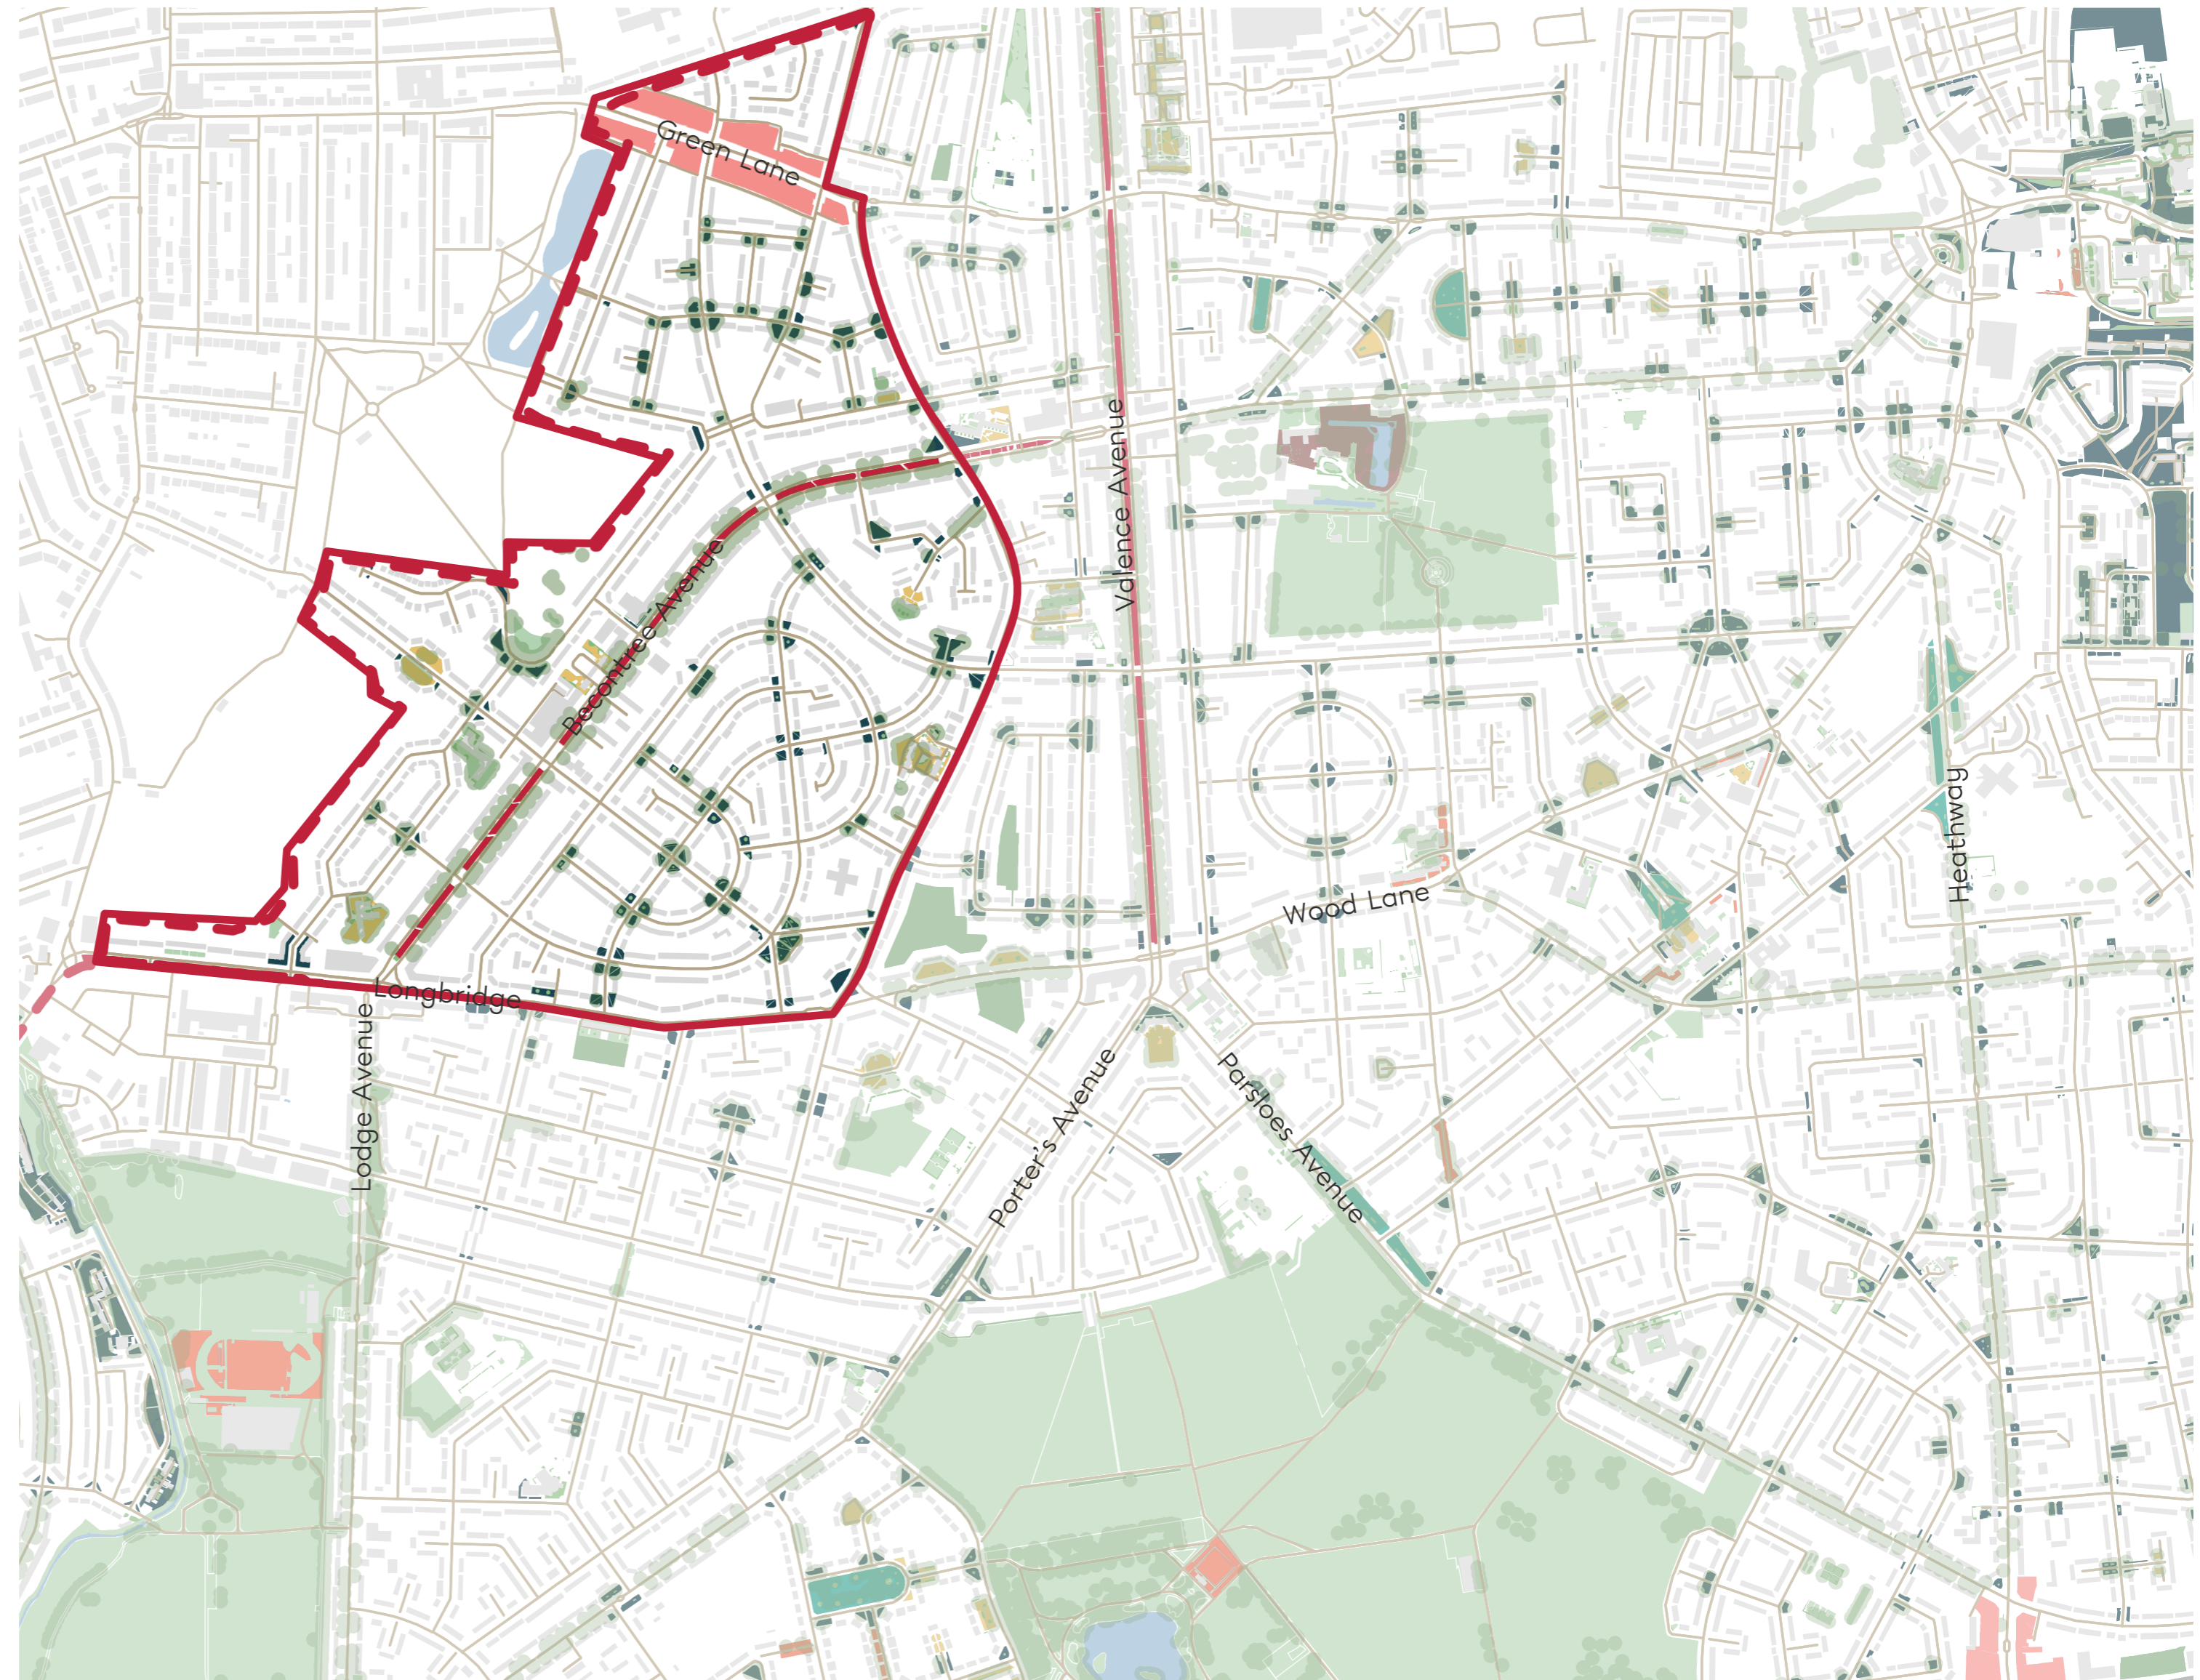 Green Lane
Valence Avenue
Becontree Avenue
Heathway
Wood Lane
Longbridge
Lodge Avenue
Porter's Avenue
Parsloes Avenue